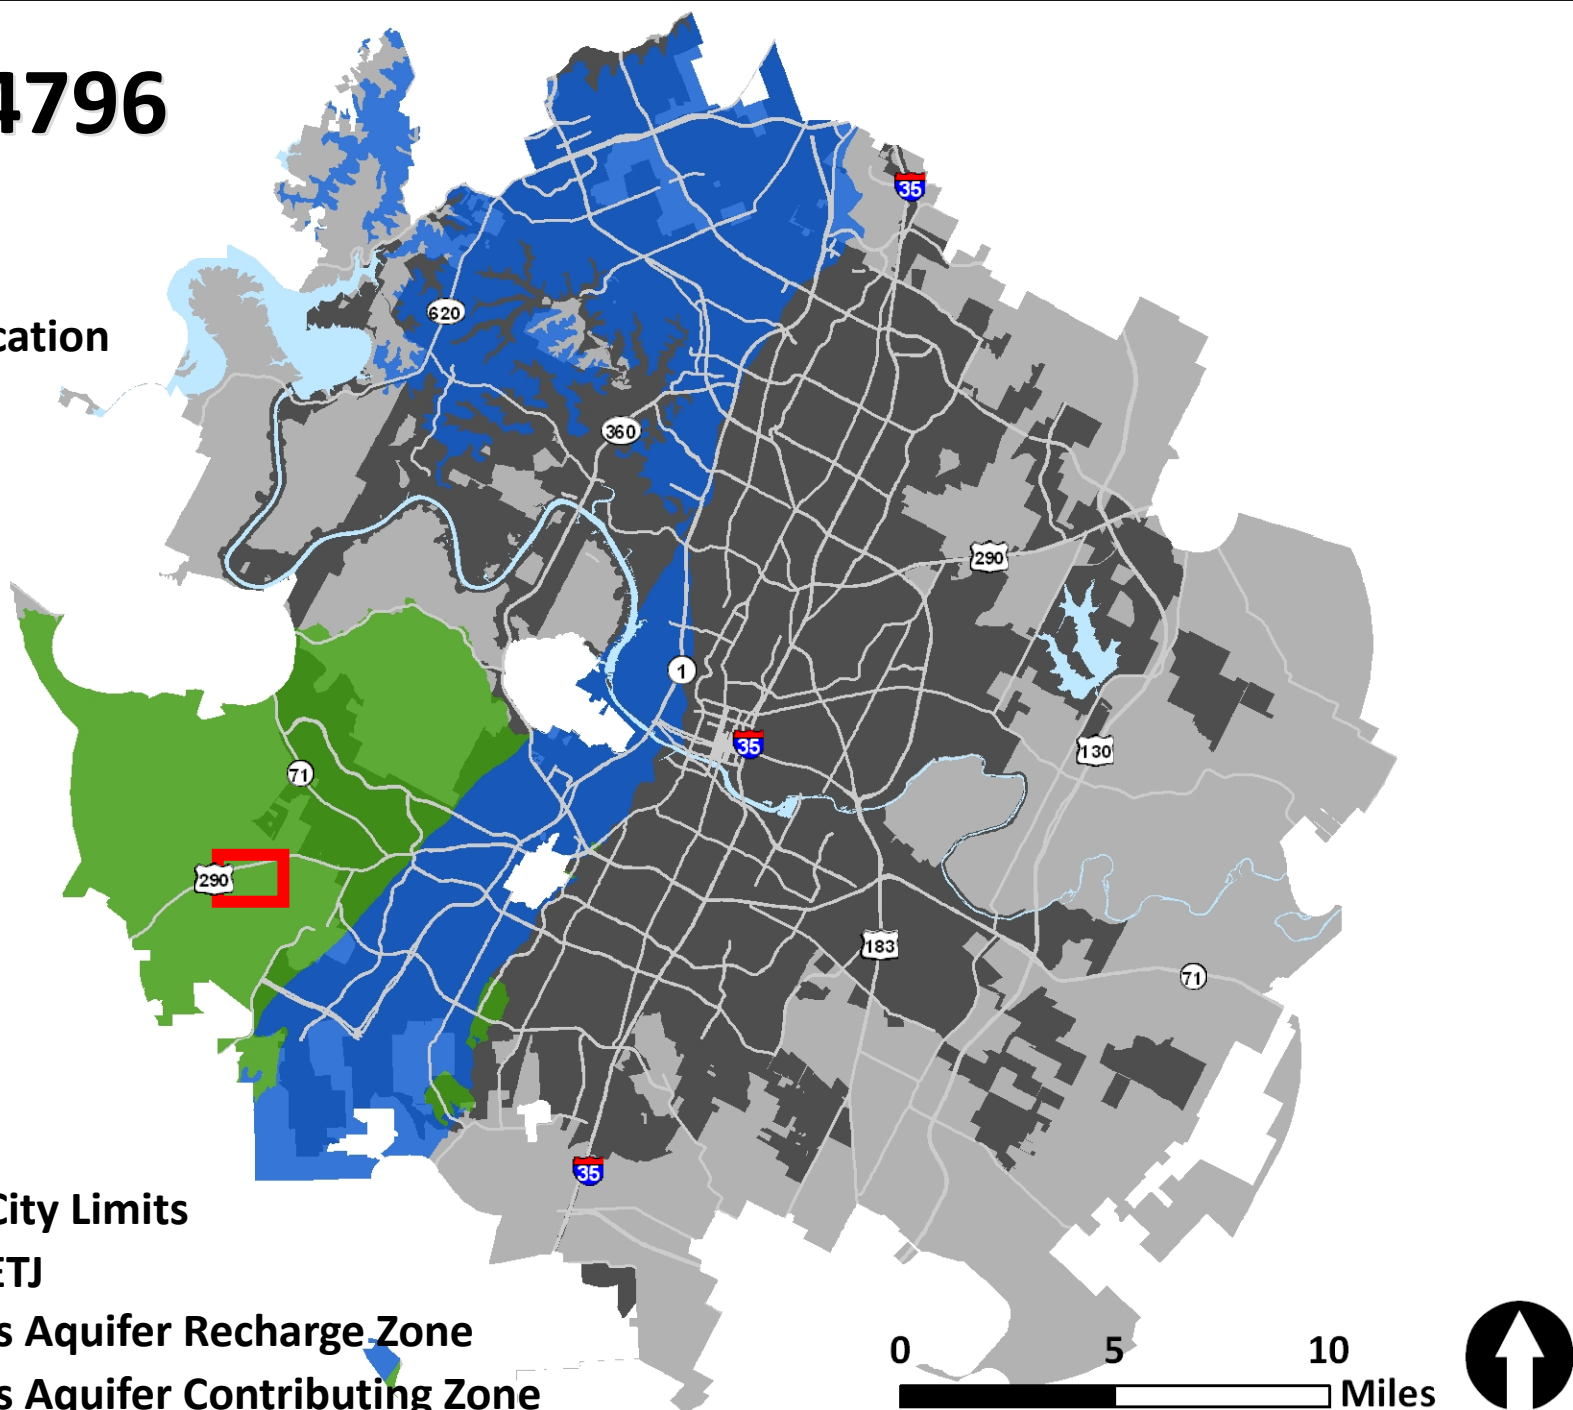 4796
35
620
cation
360
290
1
35
130
71
290
183
71
35
City Limits
ETJ
s Aquifer Recharge Zone
s Aquifer Contributing Zone
0 5 10
Miles